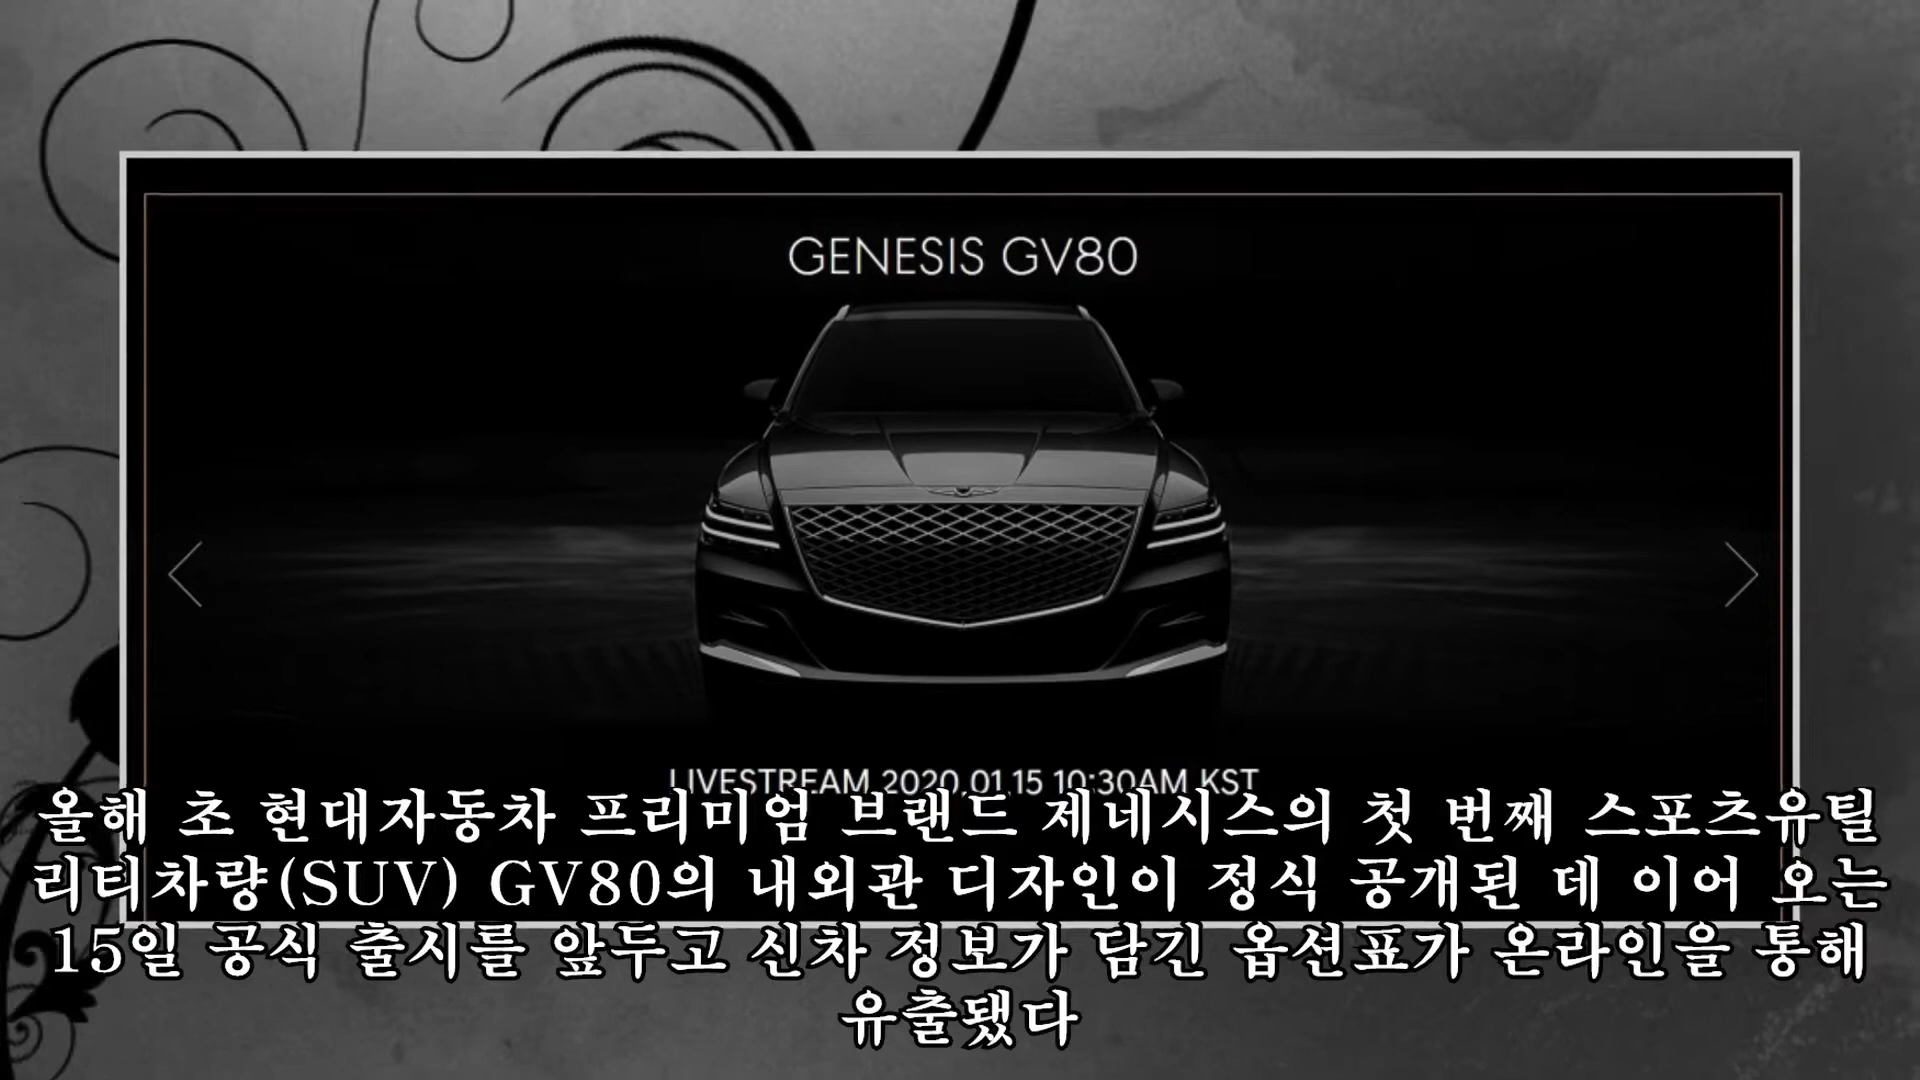 GENESIS GV80
LIVESTREAM 2020.01.15 10:30AM KST
올해 초 현대자동차 프리미엄 브랜드 제네시스의 첫 번째 스포츠유틸
리티차량(SUV) GV80의 내외관 디자인이 정식 공개된 데 이어 오는
15일 공식 출시를 앞두고 신차 정보가 담긴 옵션표가 온라인을 통해
유출됐다